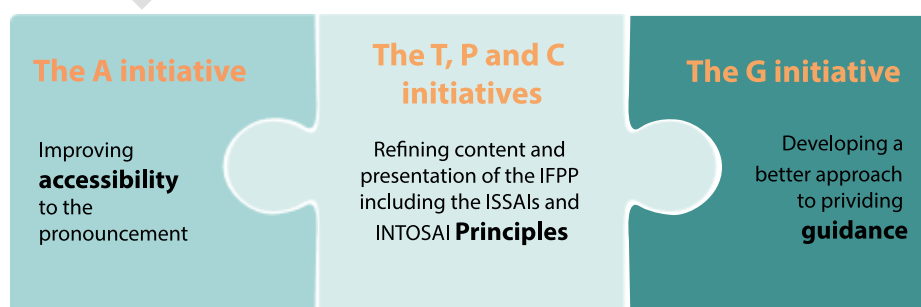 The A initiative
Improving
accessibility
to the
pronouncement
The T, P and C
initiatives
Refining content and
presentation of the IFPP
including the ISSAIs and
INTOSAI Principles
The G initiative
Developing a
better approach
to prividing
guidance